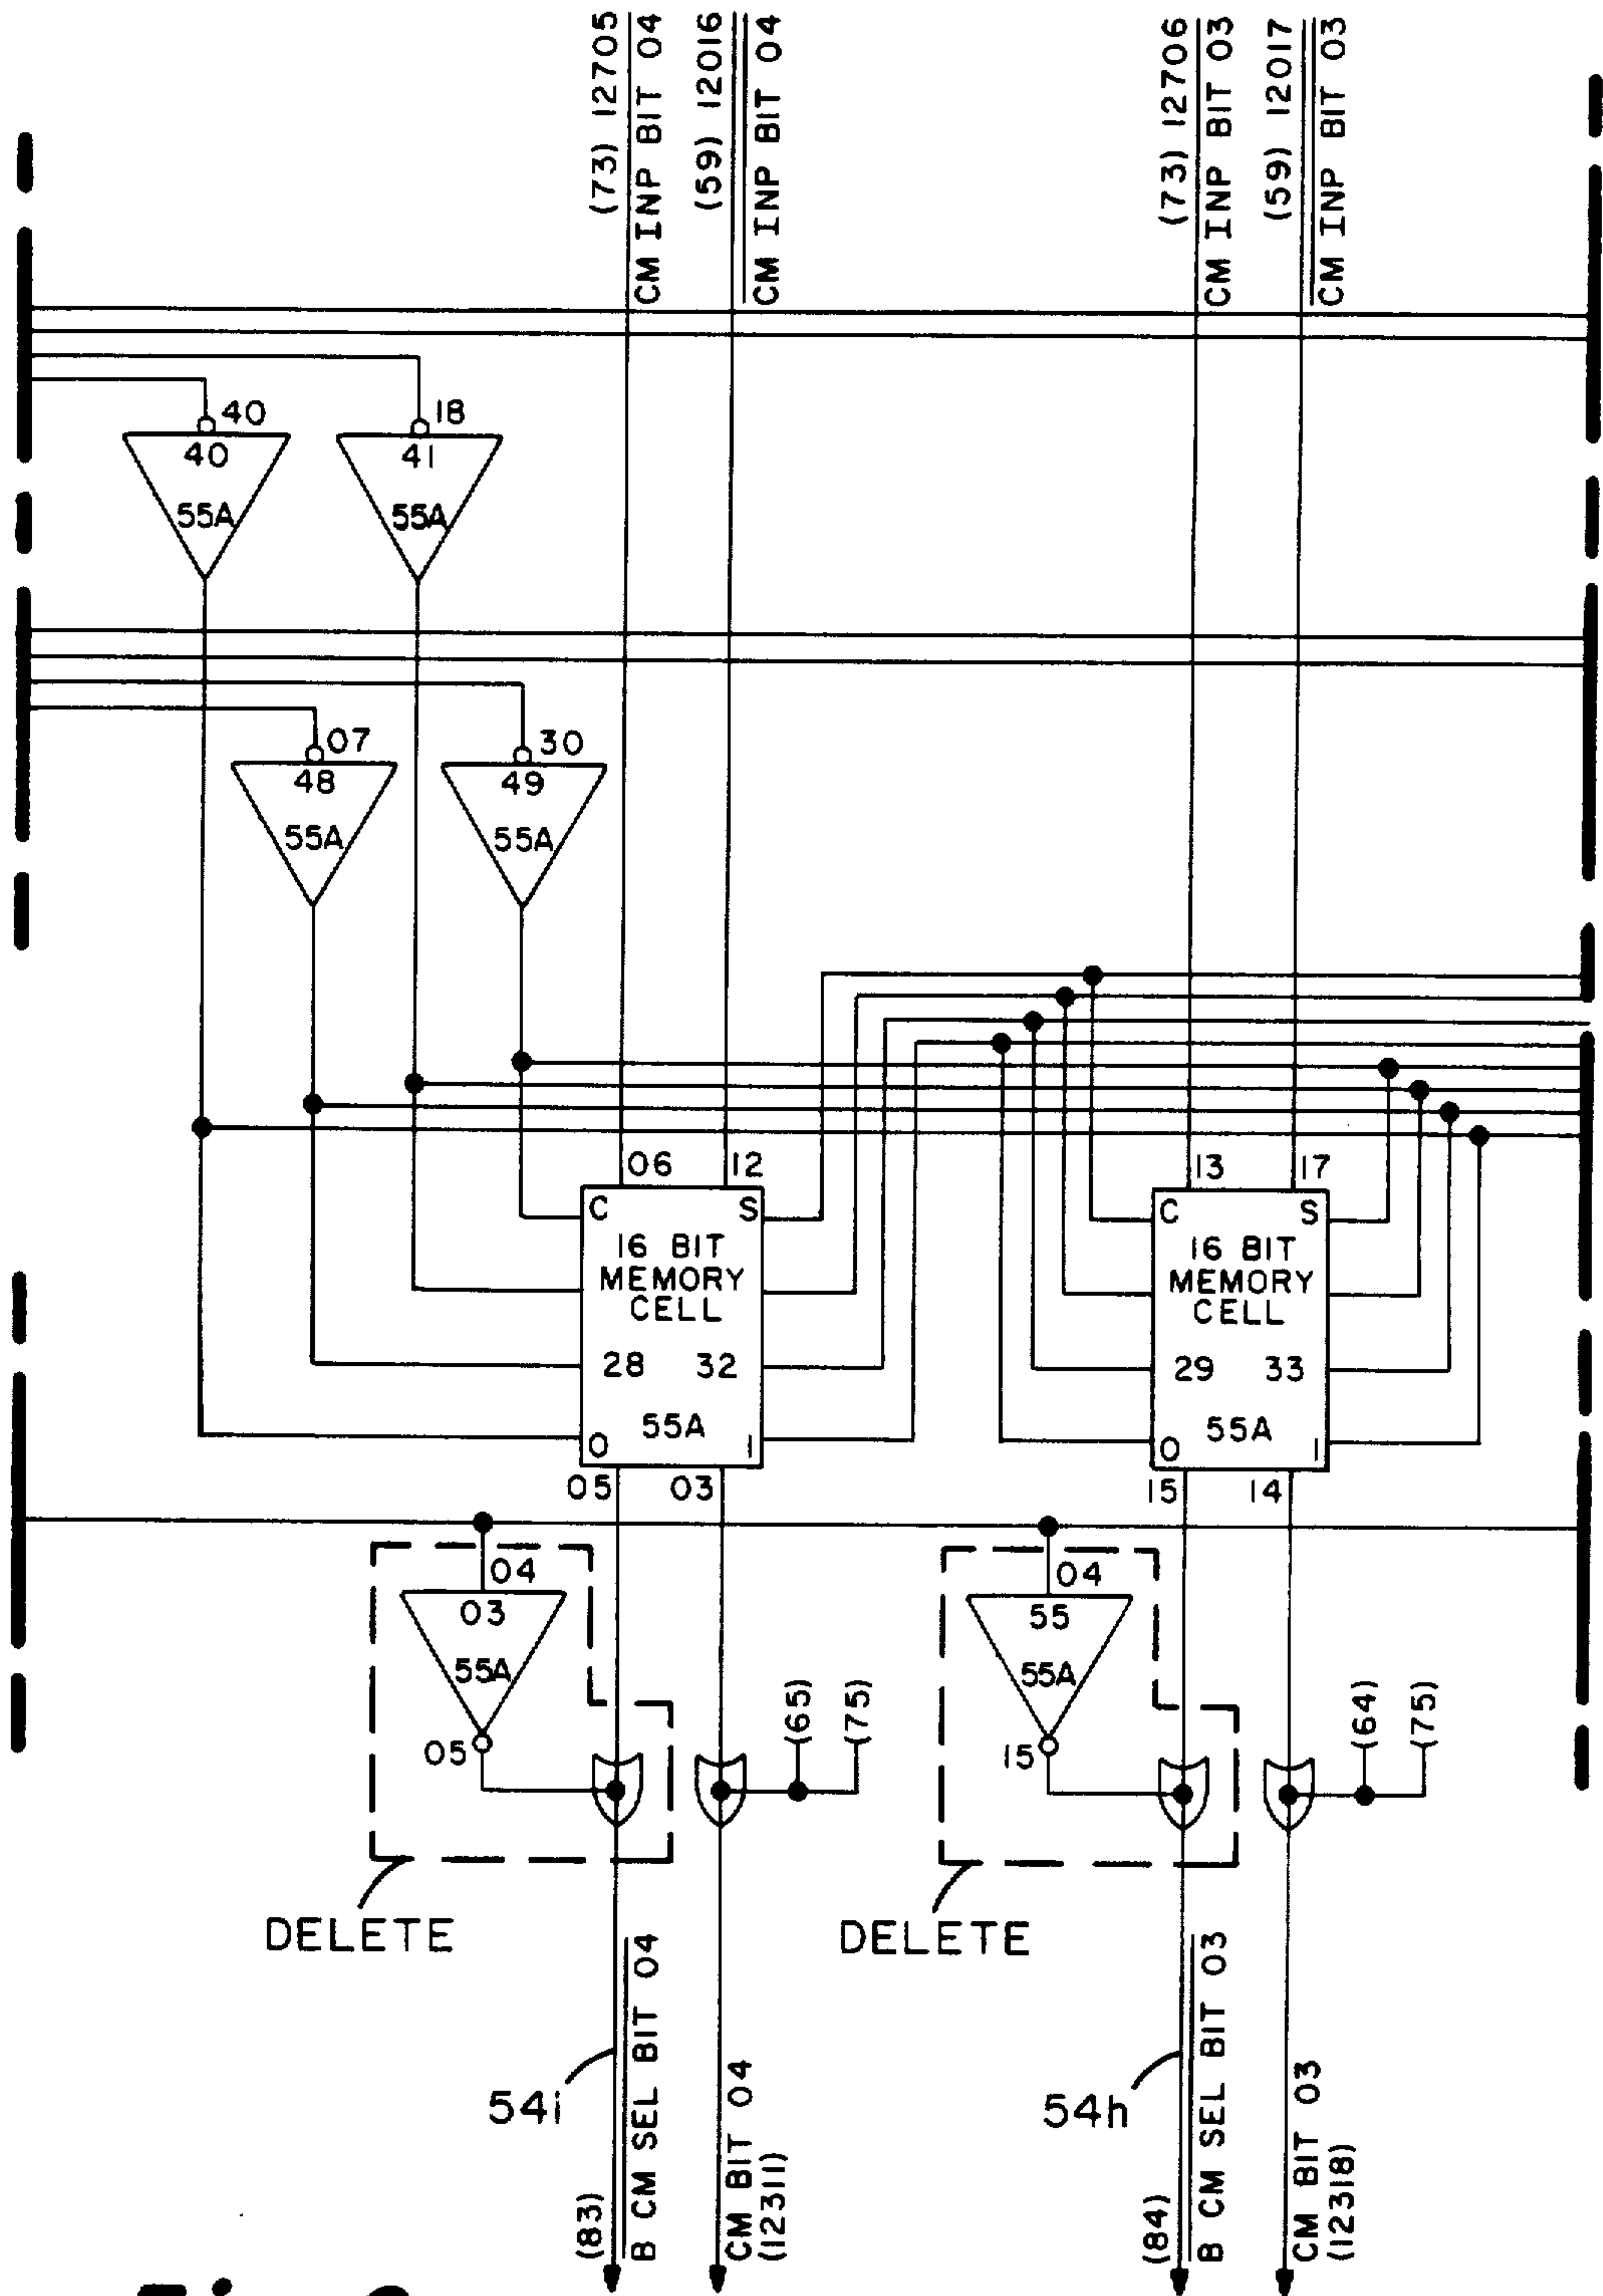 (73) 12705
CM INP BIT 04
(59) 12016
CM INP BIT 04
(73) 12706
CM INP BIT 03
(59) 12017
CM INP BIT 03
40
40
55A
18
41
55A
07
48
55A
30
49
55A
06
12
C
S
16 BIT
MEMORY
CELL
28
32
55A
0
1
05
03
13
17
C
S
16 BIT
MEMORY
CELL
29
33
55A
0
1
15
14
04
03
55A
05
(65)
(75)
04
55
55A
15
(64)
(75)
DELETE
DELETE
54i
(83)
B CM SEL BIT 04
CM BIT 04
(12311)
54h
(84)
B CM SEL BIT 03
CM BIT 03
(12318)